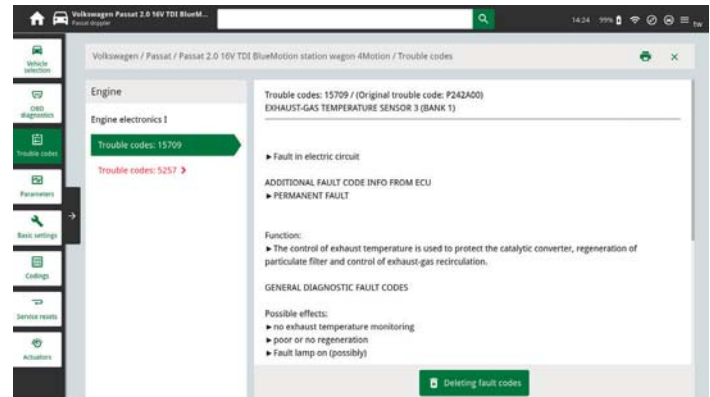 Volkswagen Passat 2.0 16V TDI BlueM...
Passat doppler
14:24 99%
tw
Vehicle selection
OBD diagnostics
Trouble codes
Parameters
Basic settings
Codings
Service resets
Actuators
Volkswagen / Passat / Passat 2.0 16V TDI BlueMotion station wagon 4Motion / Trouble codes
Engine
Engine electronics I
Trouble codes: 15709
Trouble codes: 5257
Trouble codes: 15709 / (Original trouble code: P242A00)
EXHAUST-GAS TEMPERATURE SENSOR 3 (BANK 1)
►Fault in electric circuit
ADDITIONAL FAULT CODE INFO FROM ECU
►PERMANENT FAULT
Function:
►The control of exhaust temperature is used to protect the catalytic converter, regeneration of
particulate filter and control of exhaust-gas recirculation.
GENERAL DIAGNOSTIC FAULT CODES
Possible effects:
►no exhaust temperature monitoring
►poor or no regeneration
►Fault lamp on (possibly)
Deleting fault codes